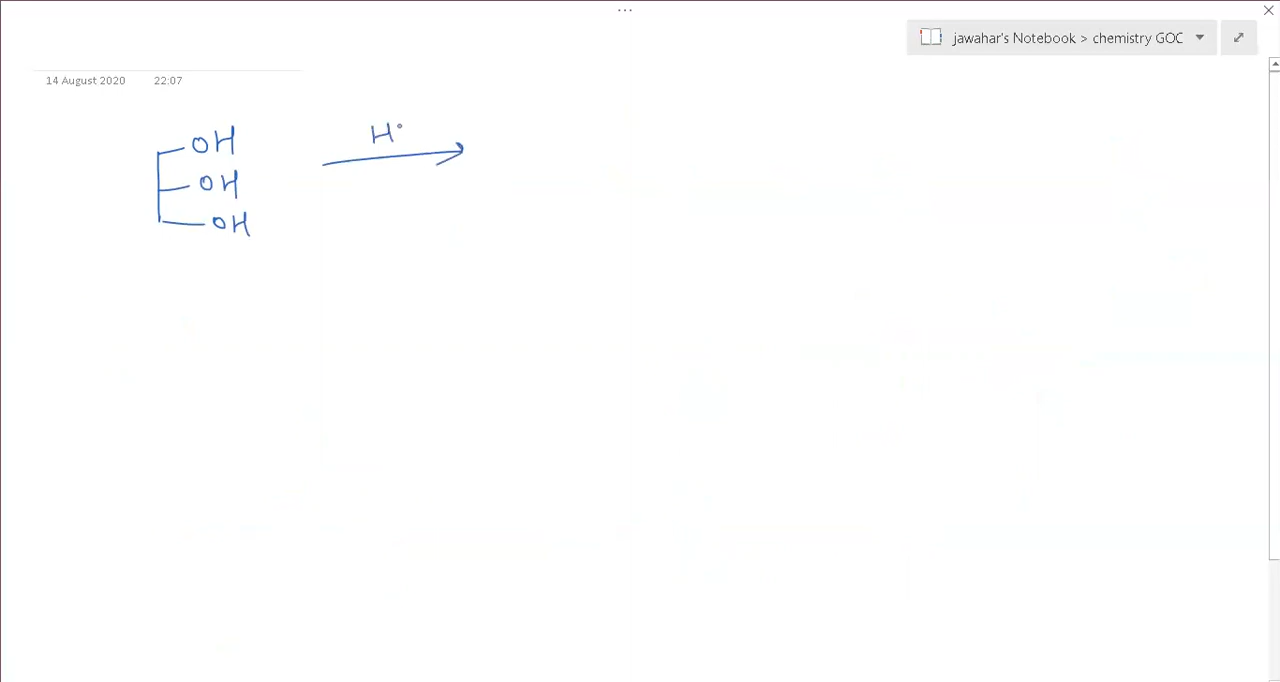 ...
jawahar's Notebook > chemistry GOC
14 August 2020 22:07
OH
H°
OH
OH